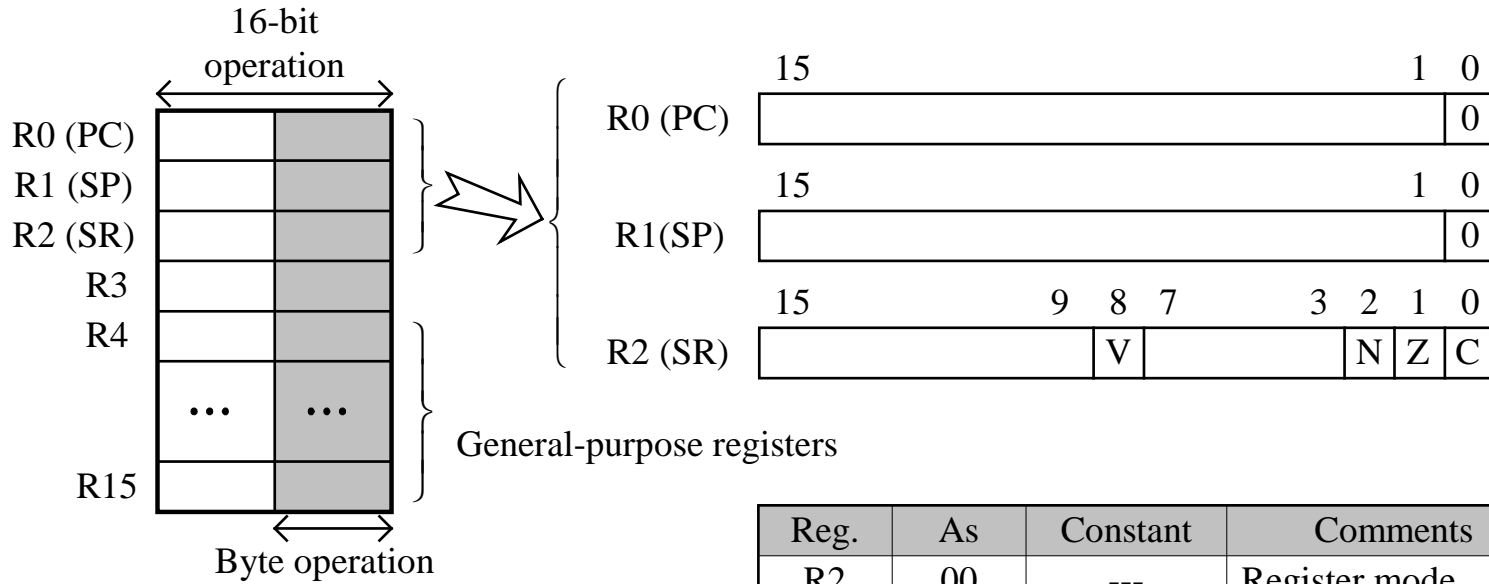 16-bit
operation
R0 (PC)
R1 (SP)
R2 (SR)
R3
R4
... ...
R15
Byte operation
General-purpose registers
15 1 0
R0 (PC) 0
15 1 0
R1(SP) 0
15 9 8 7 3 2 1 0
R2 (SR) V N Z C
Reg. As Constant Comments
R2 00 --- Register mode